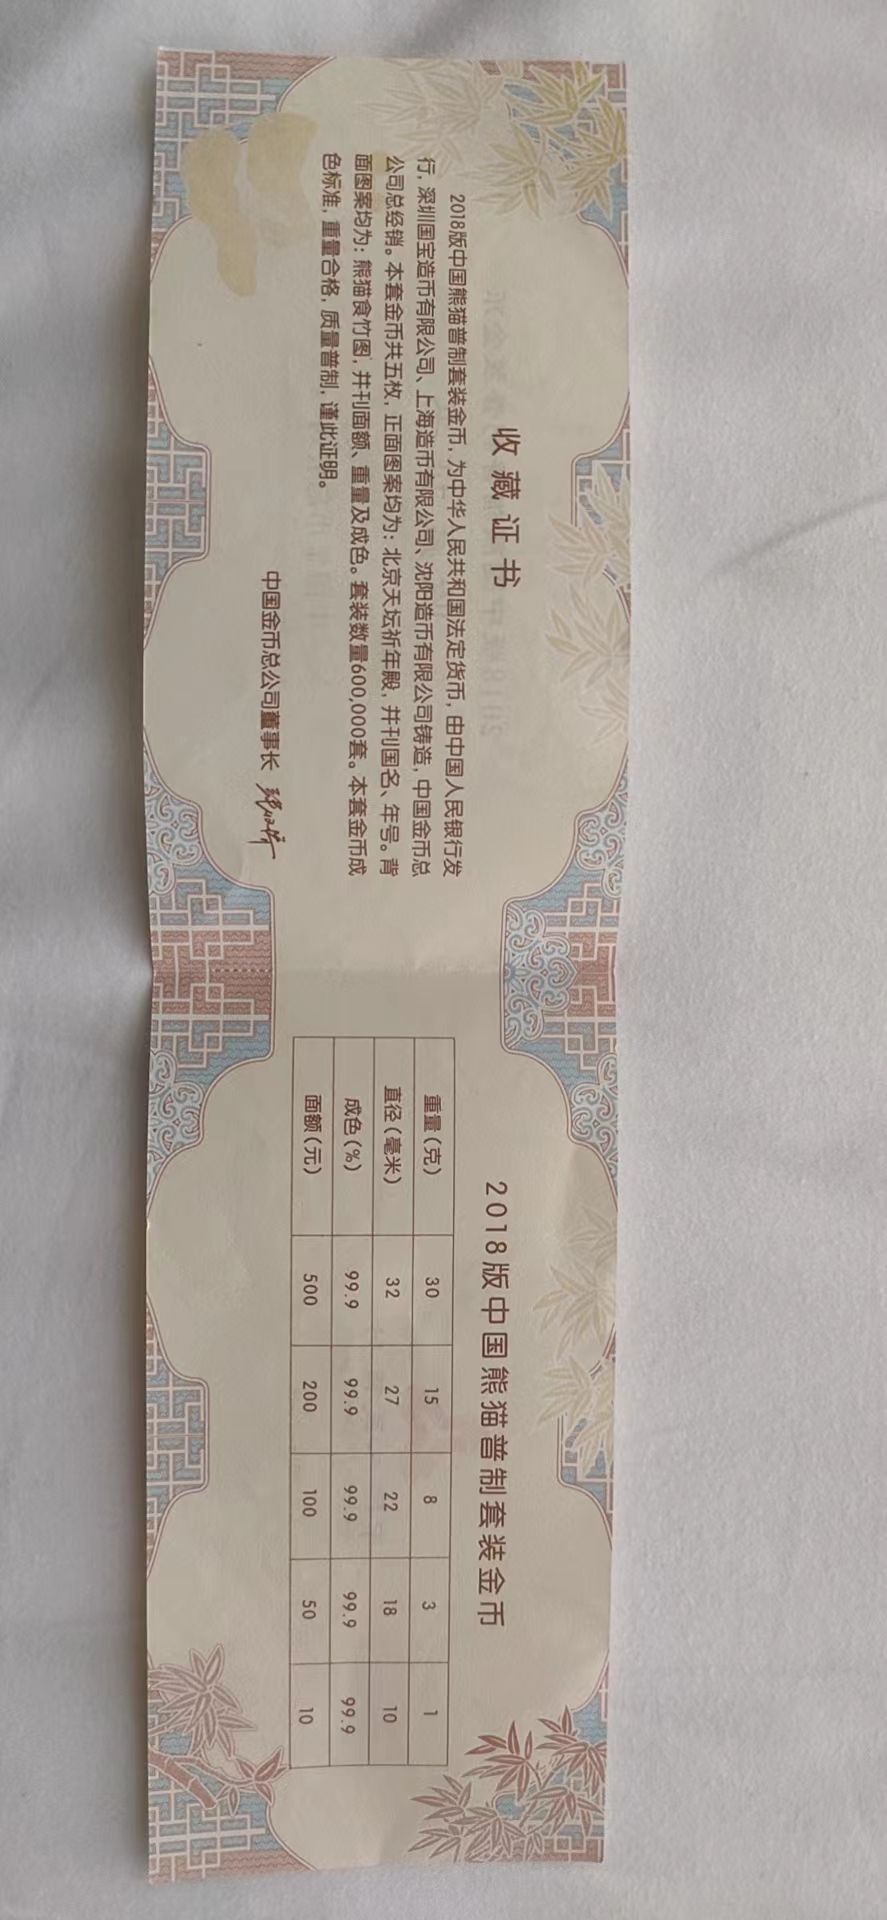 收藏证书
2018版中国熊猫普制套装金币，为中华人民共和国法定货币，由中国人民银行发
行，深圳国宝造币有限公司、上海造币有限公司、沈阳造币有限公司铸造，中国金币总
公司总经销。本套金币共五枚，正面图案均为：北京天坛祈年殿，并刊国名、年号。背
面图案均为：熊猫食竹图，并刊面额、重量及成色。套装数量600,000套。本套金币成
色标准，重量合格，质量普制，谨此证明。
中国金币总公司董事长
2018版中国熊猫普制套装金币
重量(克) 30 15 8 3 1
直径(毫米) 32 27 22 18 10
成色(%) 99.9 99.9 99.9 99.9 99.9
面额(元) 500 200 100 50 10